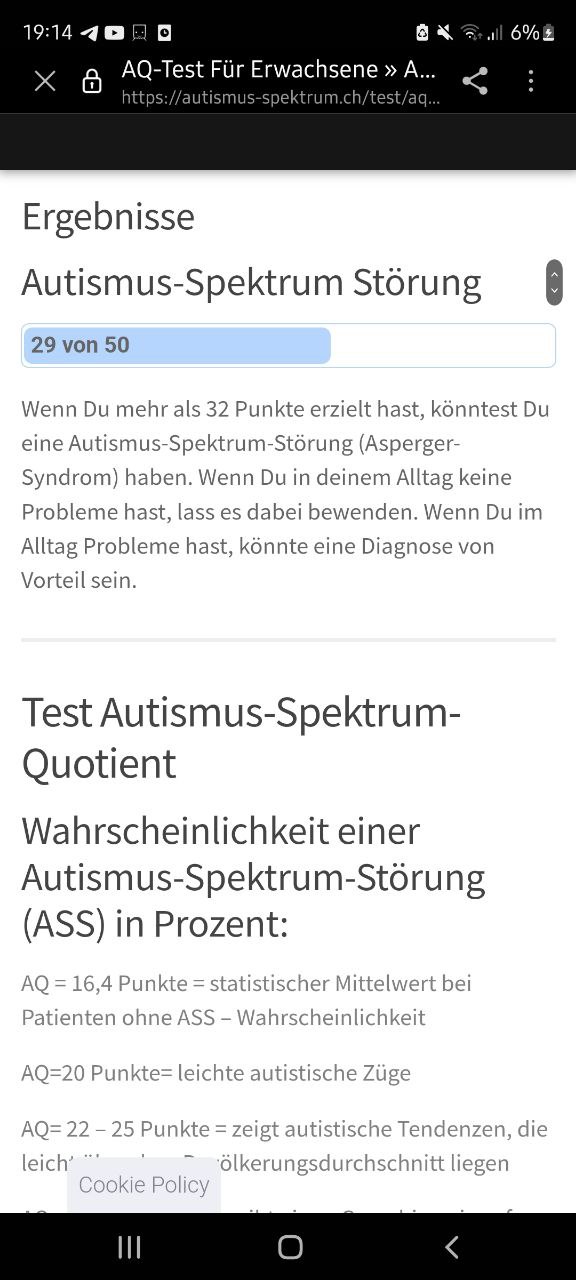 19:14
6%
AQ-Test Für Erwachsene » A...
https://autismus-spektrum.ch/test/aq...
Ergebnisse
Autismus-Spektrum Störung
29 von 50
Wenn Du mehr als 32 Punkte erzielt hast, könntest Du
eine Autismus-Spektrum-Störung (Asperger-
Syndrom) haben. Wenn Du in deinem Alltag keine
Probleme hast, lass es dabei bewenden. Wenn Du im
Alltag Probleme hast, könnte eine Diagnose von
Vorteil sein.
Test Autismus-Spektrum-
Quotient
Wahrscheinlichkeit einer
Autismus-Spektrum-Störung
(ASS) in Prozent:
AQ = 16,4 Punkte = statistischer Mittelwert bei
Patienten ohne ASS – Wahrscheinlichkeit
AQ=20 Punkte= leichte autistische Züge
AQ= 22 – 25 Punkte = zeigt autistische Tendenzen, die
liegen
Cookie Policy